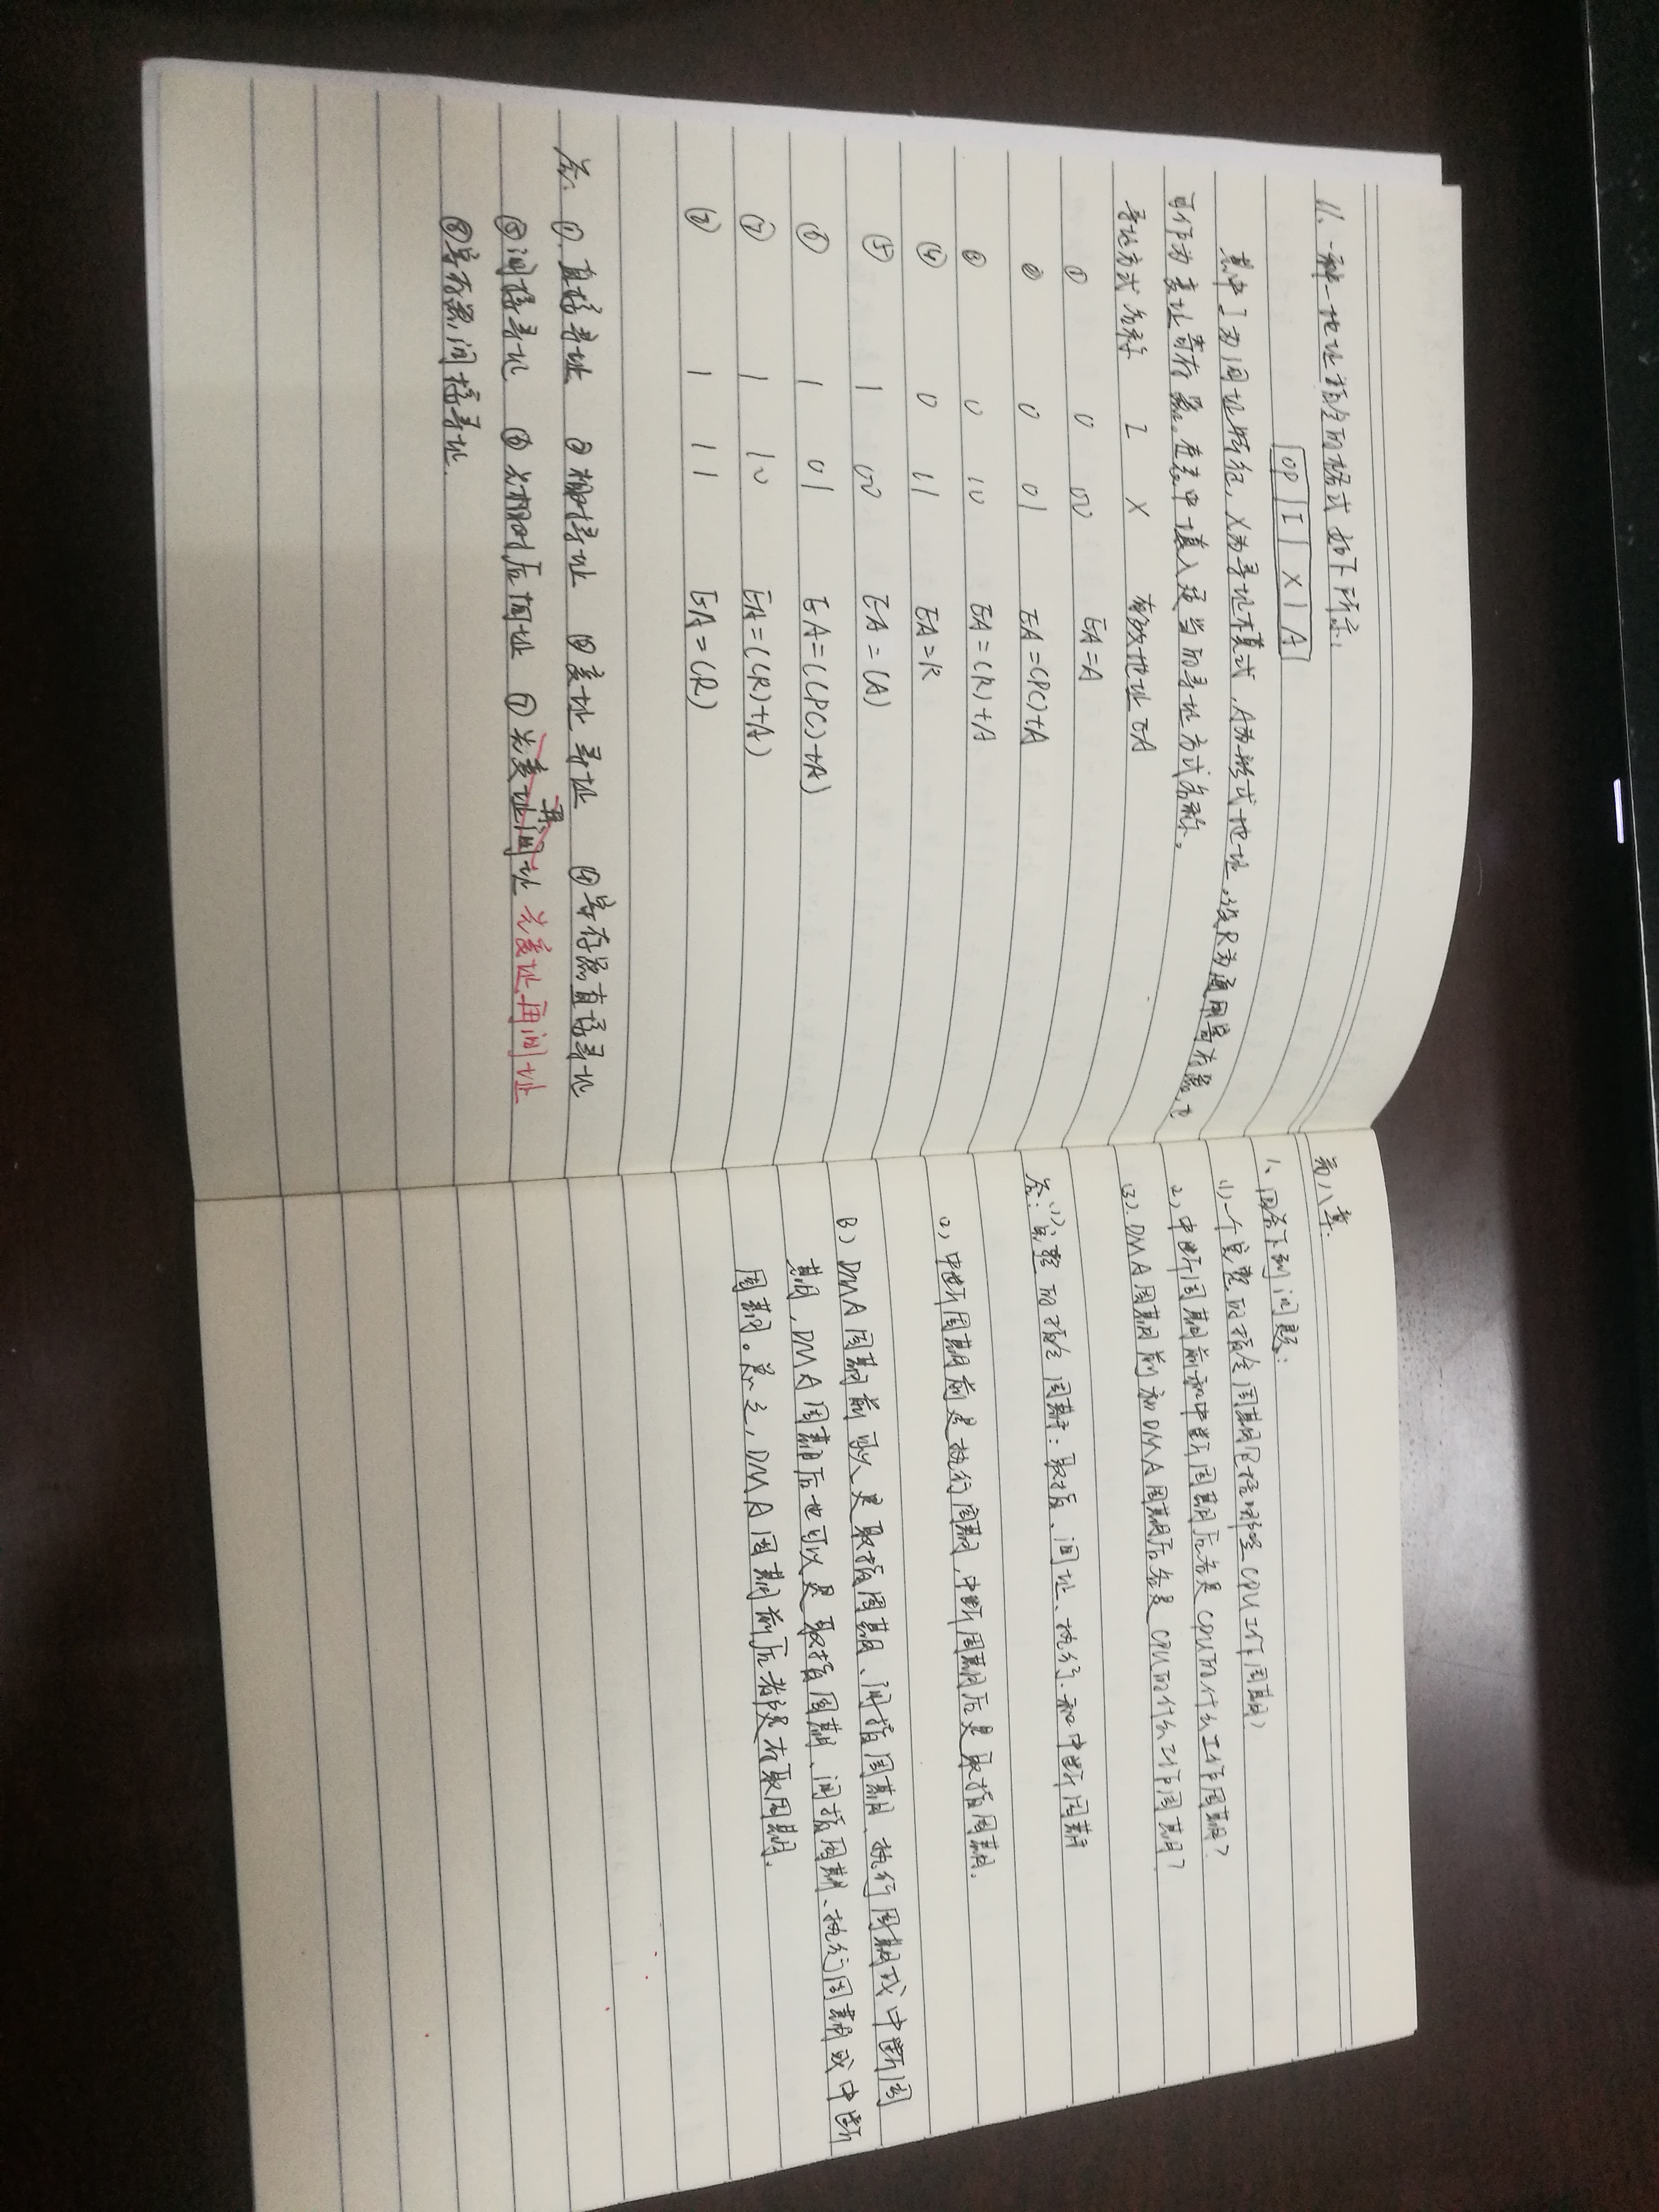 11. 一种一地址指令的格式如下所示:
OP I X A
其中I为间址特征,X为寻址模式,A为形式地址,设R为通用寄存器,也
可作为变址寄存器。在表中填入适当的寻址方式名称。
寻址方式名称 I X 有效地址EA
① 0 00 EA=A
② 0 01 EA=(PC)+A
③ 0 10 EA=(R)+A
④ 0 11 EA=R
⑤ 1 00 EA=(A)
⑥ 1 01 EA=((PC)+A)
⑦ 1 10 EA=((R)+A)
⑧ 1 11 EA=(R)
答: ①直接寻址 ②相对寻址 ③变址寻址 ④寄存器直接寻址
⑤间接寻址 ⑥先相对后间址 ⑦先变址再间址 先变址再间址
⑧寄存器间接寻址.
第八章.
1、回答下列问题:
(1)一个完整的指令周期包括哪些CPU工作周期?
(2)中断周期前和中断周期后各是CPU的什么工作周期?
(3).DMA周期前和DMA周期后各是CPU的什么工作周期?
答:(1)完整的指令周期:取指、间址、执行、和中断周期
(2)中断周期前是执行周期,中断周期后是取指周期.
(3)DMA周期前可以是取指周期、间指周期、执行周期或中断周
期,DMA周期后也可以是取指周期、间指周期、执行周期或中断
周期。总之,DMA周期前后都是存取周期.